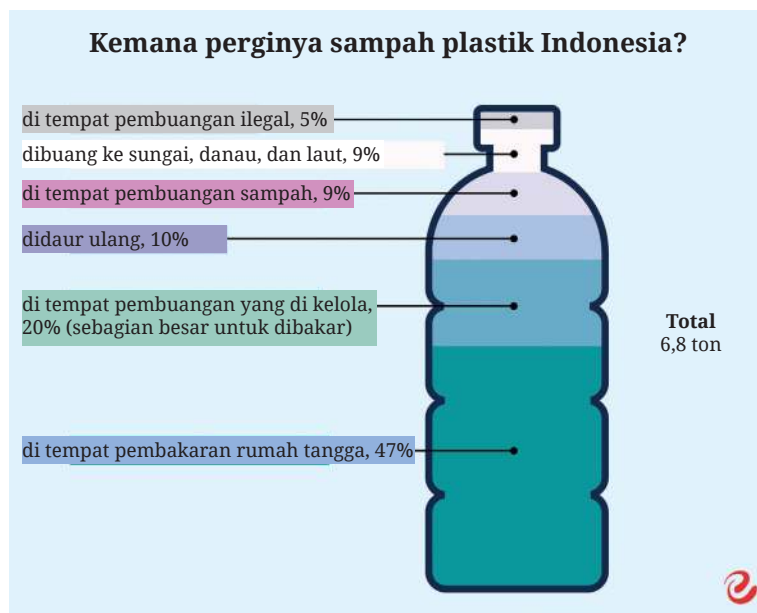 Kemana perginya sampah plastik Indonesia?
di tempat pembuangan ilegal, 5%
dibuang ke sungai, danau, dan laut, 9%
di tempat pembuangan sampah, 9%
didaur ulang, 10%
di tempat pembuangan yang di kelola,
20% (sebagian besar untuk dibakar)
Total
6,8 ton
di tempat pembakaran rumah tangga, 47%